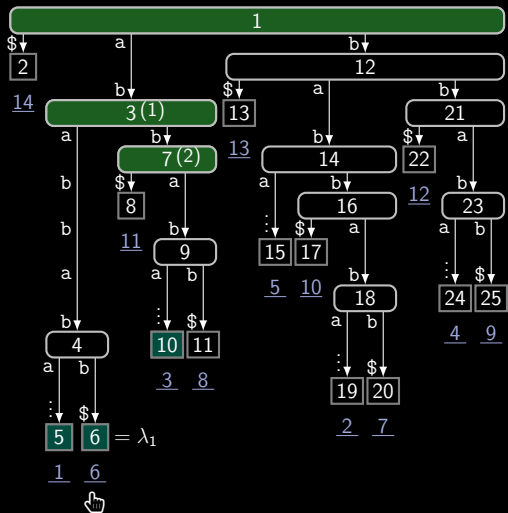 1
$ a b
2 12
b $ a b
14 3(1) 13 21
a b b $ a
13 7(2) 14 22
b $ a a b b
11 8 12 16 23
a $ a b
b b
9 15 17 24 25
a b 5 10 b 4 9
a ⋮ $ 18
b 10 11 a b
4 3 8 ⋮ $
a b 19 20
⋮ $ 2 7
5 6 = λ₁
1 6